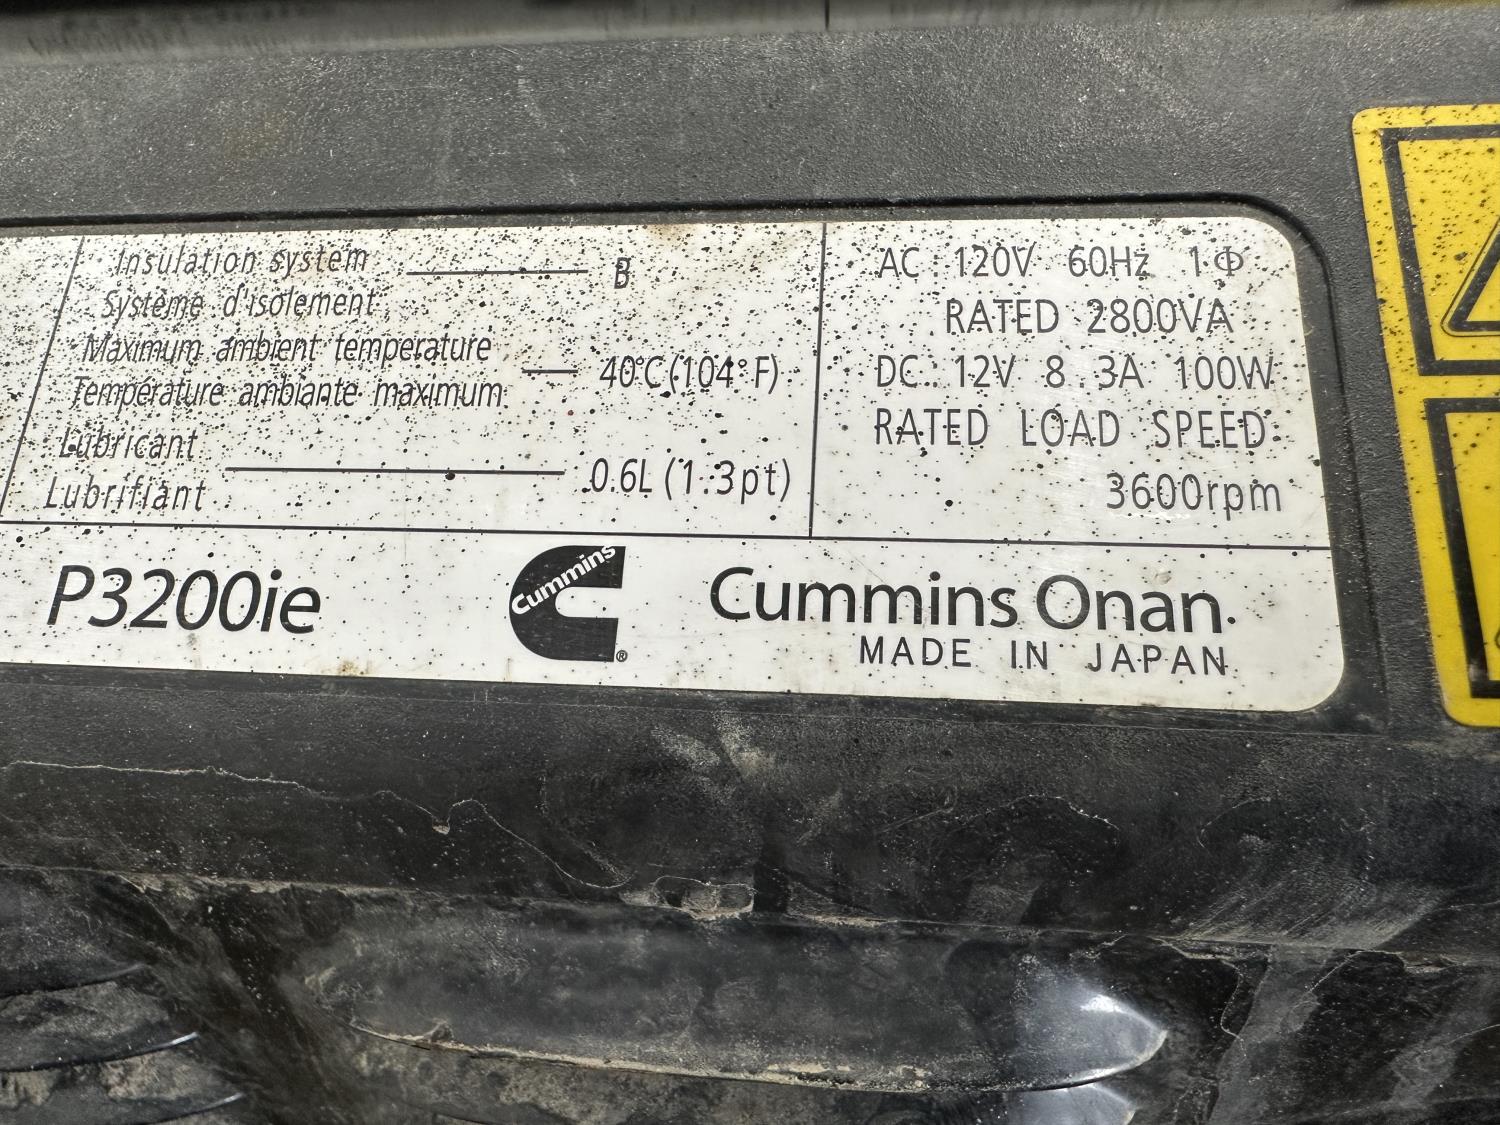 Insulation system
Système d'isolement
B
Maximum ambient temperature
Température ambiante maximum
40°C (104°F)
Lubricant
Lubrifiant
0.6L (1.3pt)
AC : 120V 60Hz 1Φ
RATED 2800VA
DC : 12V 8.3A 100W
RATED LOAD SPEED:
3600rpm
P3200ie
Cummins
®
Cummins Onan
MADE IN JAPAN